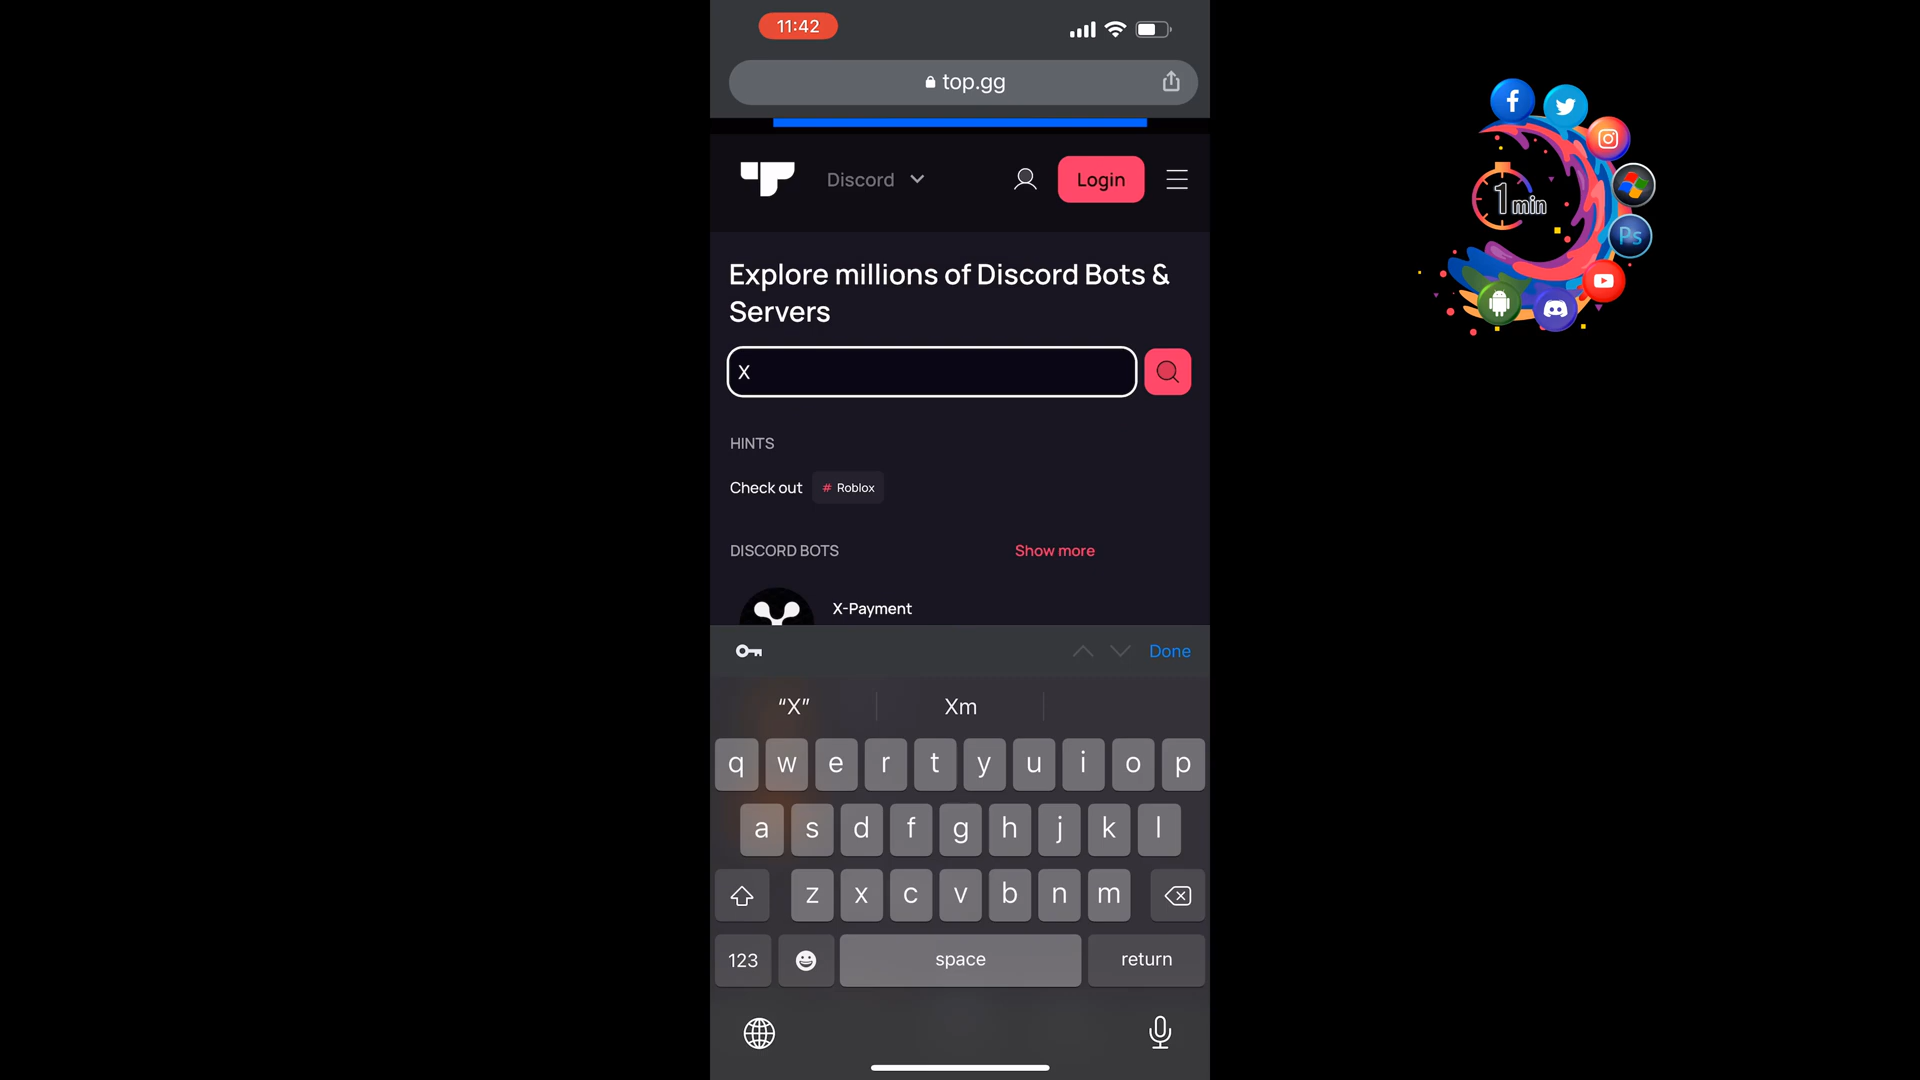 11:42
top.gg
Discord
Login
Explore millions of Discord Bots &
Servers
X
HINTS
Check out # Roblox
DISCORD BOTS Show more
X-Payment
Done
“X” Xm
q w e r t y u i o p
a s d f g h j k l
z x c v b n m
123 space return
1 min
Ps